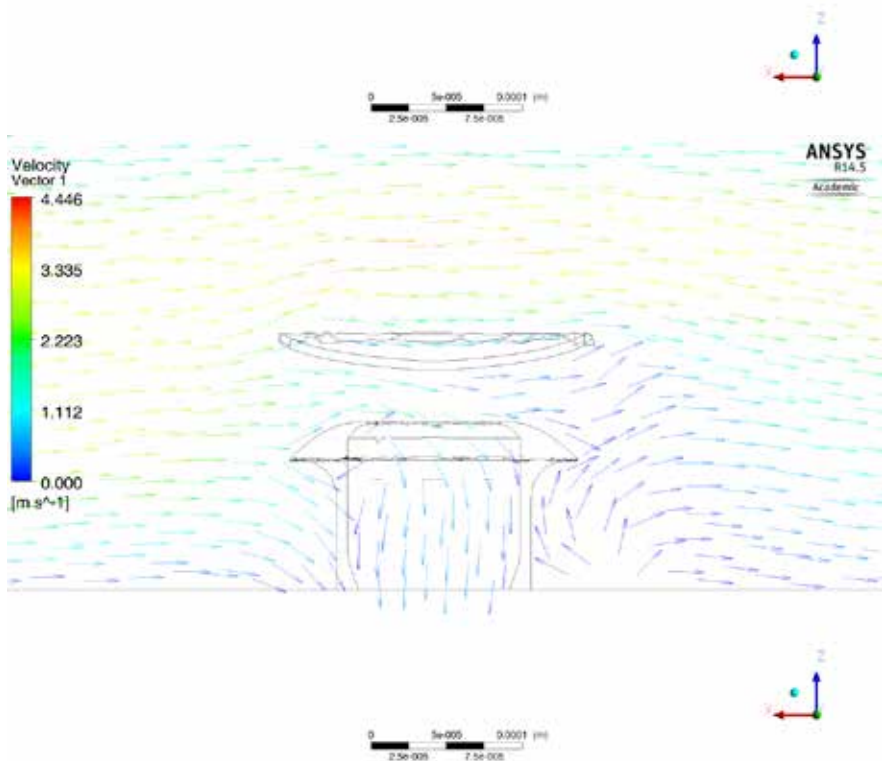 Z
X
0 5e-005 0.0001 (m)
2.5e-005 7.5e-005
Velocity
Vector 1
4.446
3.335
2.223
1.112
0.000
[m s^-1]
ANSYS
R14.5
Academic
Z
X
0 5e-005 0.0001 (m)
2.5e-005 7.5e-005